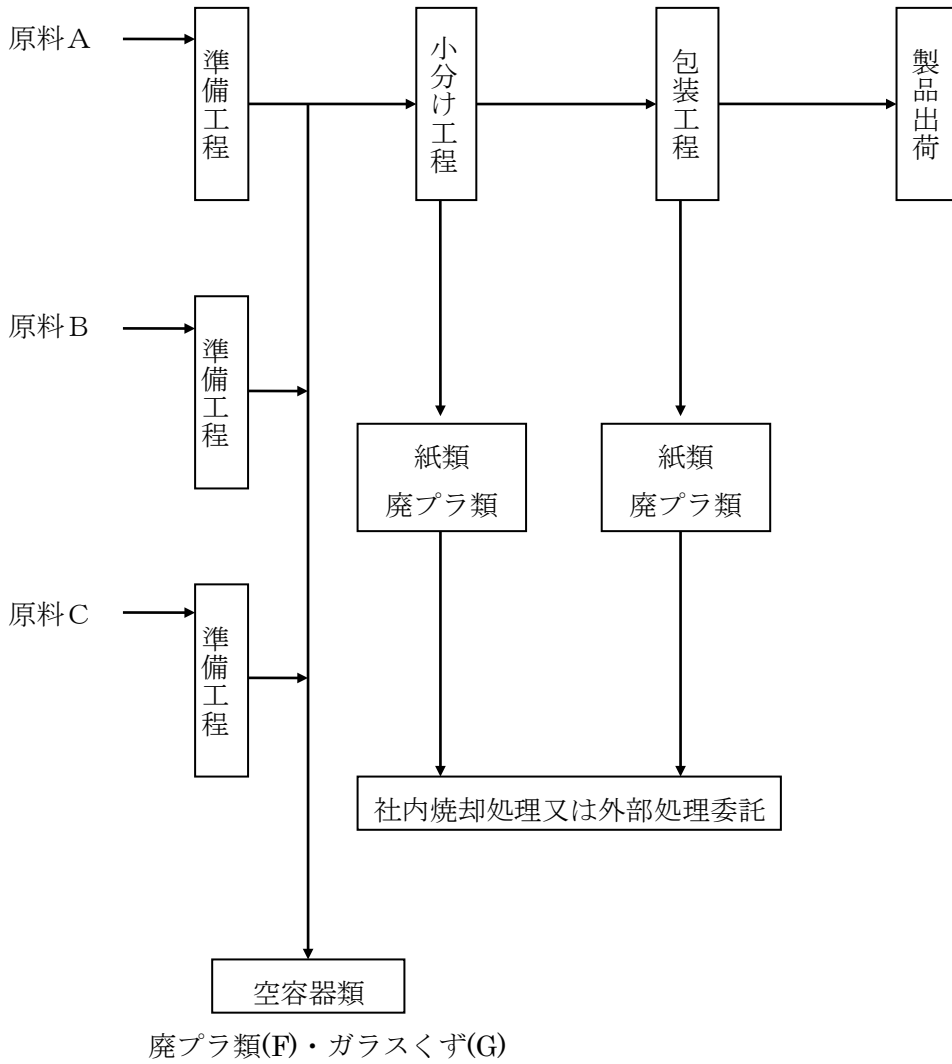 原料Ａ
準備工程
小分け工程
包装工程
製品出荷
原料Ｂ
準備工程
紙類
廃プラ類
紙類
廃プラ類
原料Ｃ
準備工程
社内焼却処理又は外部処理委託
空容器類
廃プラ類(F)・ガラスくず(G)